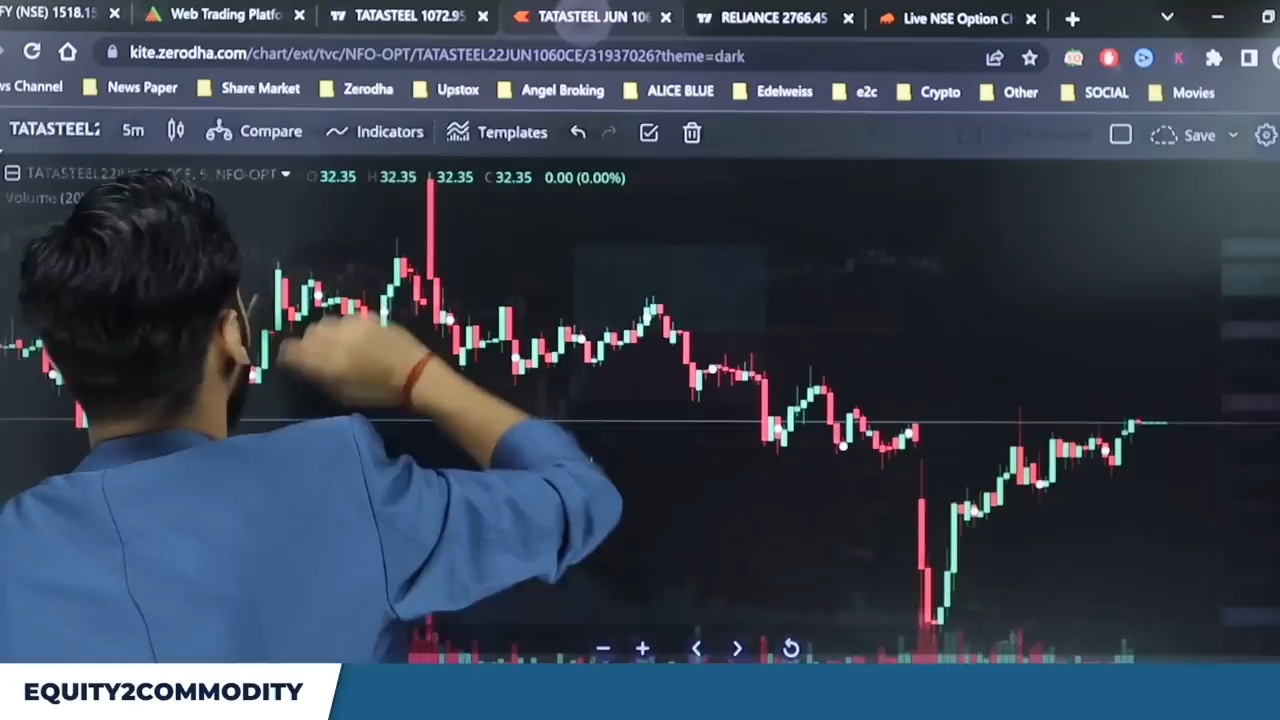 FY (NSE) 1518.15 Web Trading Platfo TATASTEEL 1072.95 TATASTEEL JUN 106 RELIANCE 2766.45 Live NSE Option Cl
kite.zerodha.com/chart/ext/tvc/NFO-OPT/TATASTEEL22JUN1060CE/31937026?theme=dark
ws Channel News Paper Share Market Zerodha Upstox Angel Broking ALICE BLUE Edelweiss e2c Crypto Other SOCIAL Movies
TATASTEEL2 5m Compare Indicators Templates Save
5, NFO-OPT O 32.35 H 32.35 L 32.35 C 32.35 0.00 (0.00%)
Volume (20
EQUITY2COMMODITY